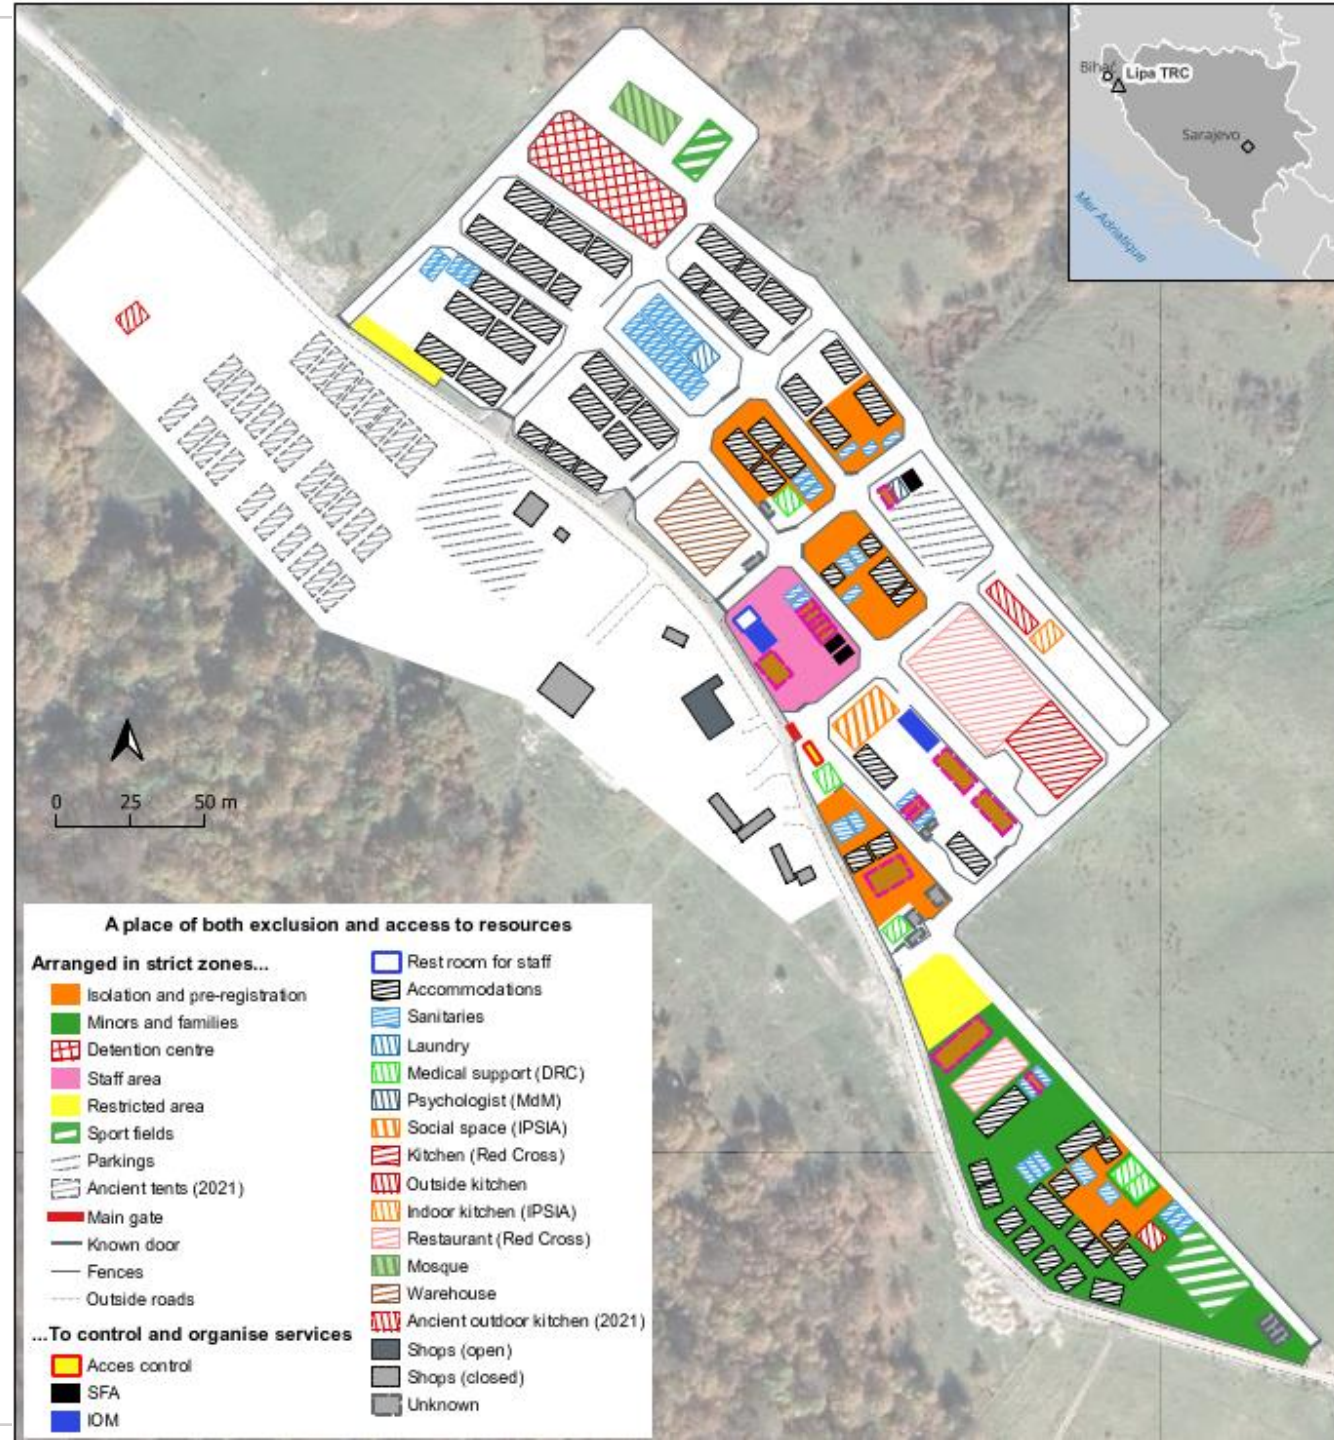 Bihać
Lipa TRC
Sarajevo
Mer Adriatique
0 25 50 m
A place of both exclusion and access to resources
Arranged in strict zones...
Isolation and pre-registration
Minors and families
Detention centre
Staff area
Restricted area
Sport fields
Parkings
Ancient tents (2021)
Main gate
Known door
Fences
Outside roads
...To control and organise services
Acces control
SFA
IOM
Rest room for staff
Accommodations
Sanitaries
Laundry
Medical support (DRC)
Psychologist (MdM)
Social space (IPSIA)
Kitchen (Red Cross)
Outside kitchen
Indoor kitchen (IPSIA)
Restaurant (Red Cross)
Mosque
Warehouse
Ancient outdoor kitchen (2021)
Shops (open)
Shops (closed)
Unknown